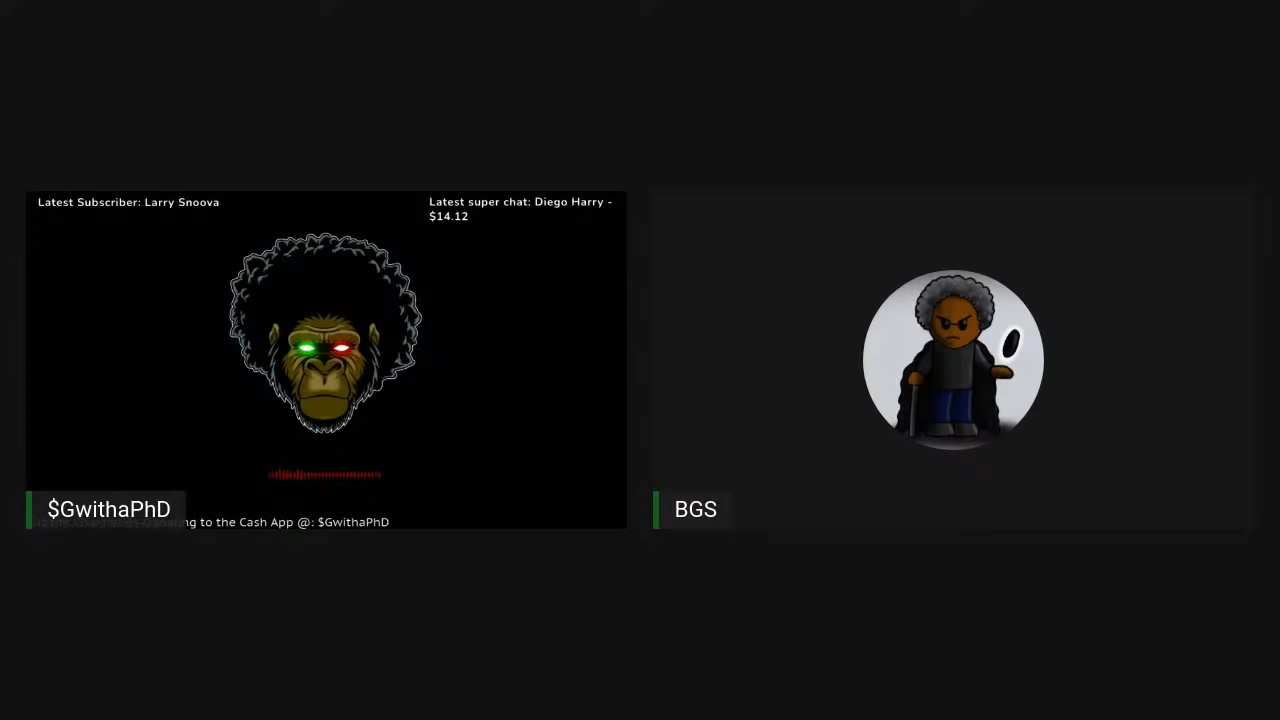 Latest Subscriber: Larry Snoova
Latest super chat: Diego Harry -
$14.12
$GwithaPhD
ng to the Cash App @: $GwithaPhD
BGS